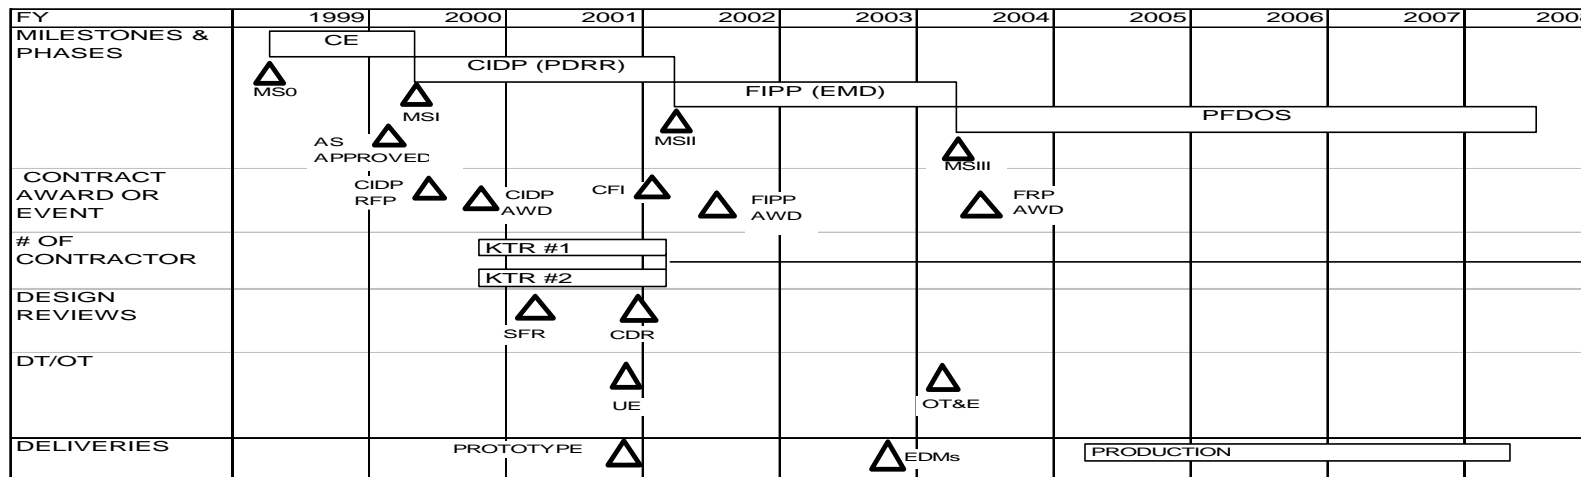 FY 1999 2000 2001 2002 2003 2004 2005 2006 2007
MILESTONES &
PHASES
CE
CIDP (PDRR)
FIPP (EMD)
PFDOS
MS0
MSI
MSII
MSIII
AS
APPROVED
CONTRACT
AWARD OR
EVENT
CIDP
RFP
CIDP
AWD
CFI
FIPP
AWD
FRP
AWD
# OF
CONTRACTOR
KTR #1
KTR #2
DESIGN
REVIEWS
SFR
CDR
DT/OT
UE
OT&E
DELIVERIES
PROTOTYPE
EDMs
PRODUCTION